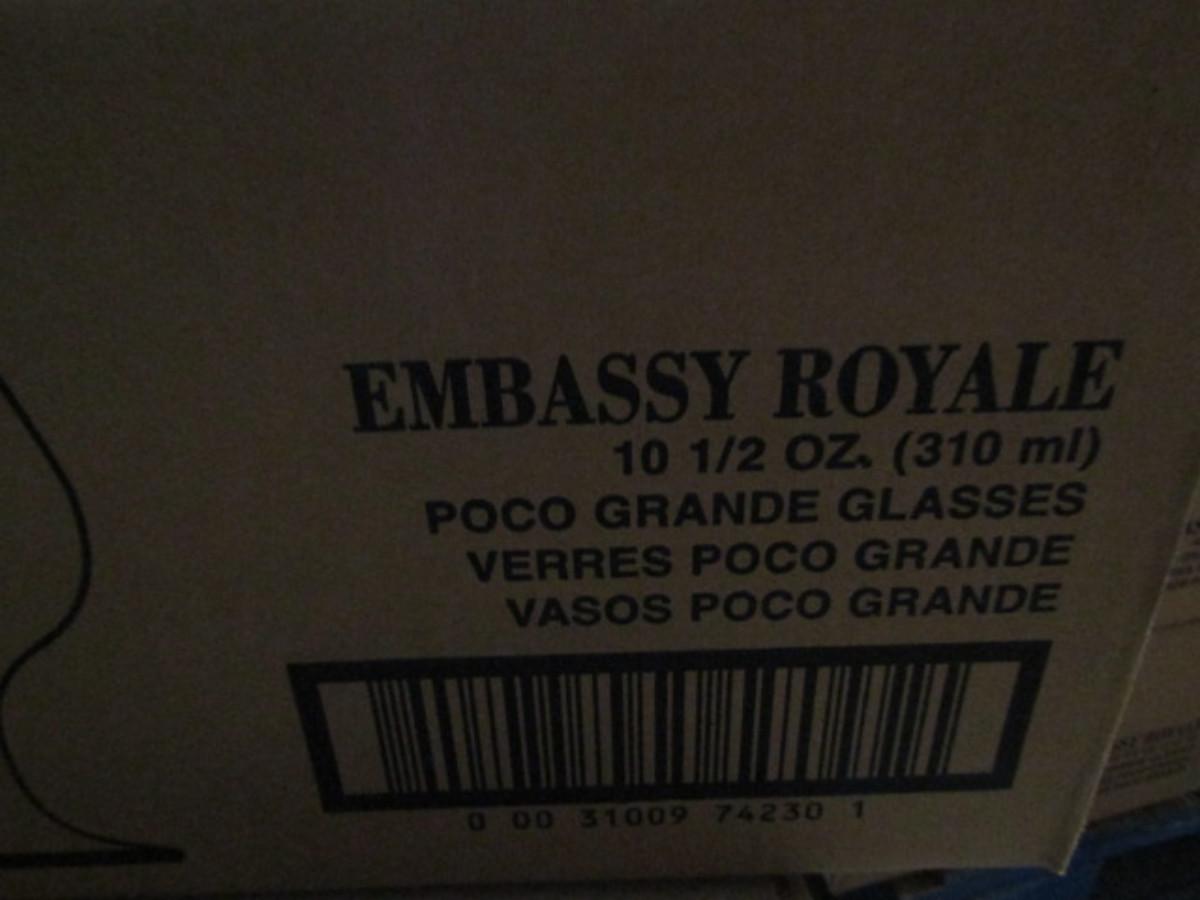 EMBASSY ROYALE
10 1/2 OZ. (310 ml)
POCO GRANDE GLASSES
VERRES POCO GRANDE
VASOS POCO GRANDE
0 00 31009 74230 1